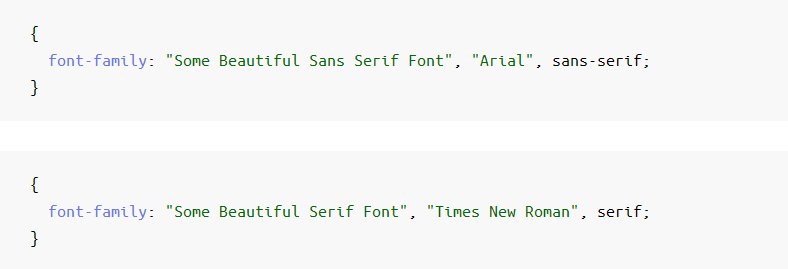 {
font-family: "Some Beautiful Sans Serif Font", "Arial", sans-serif;
}
{
font-family: "Some Beautiful Serif Font", "Times New Roman", serif;
}